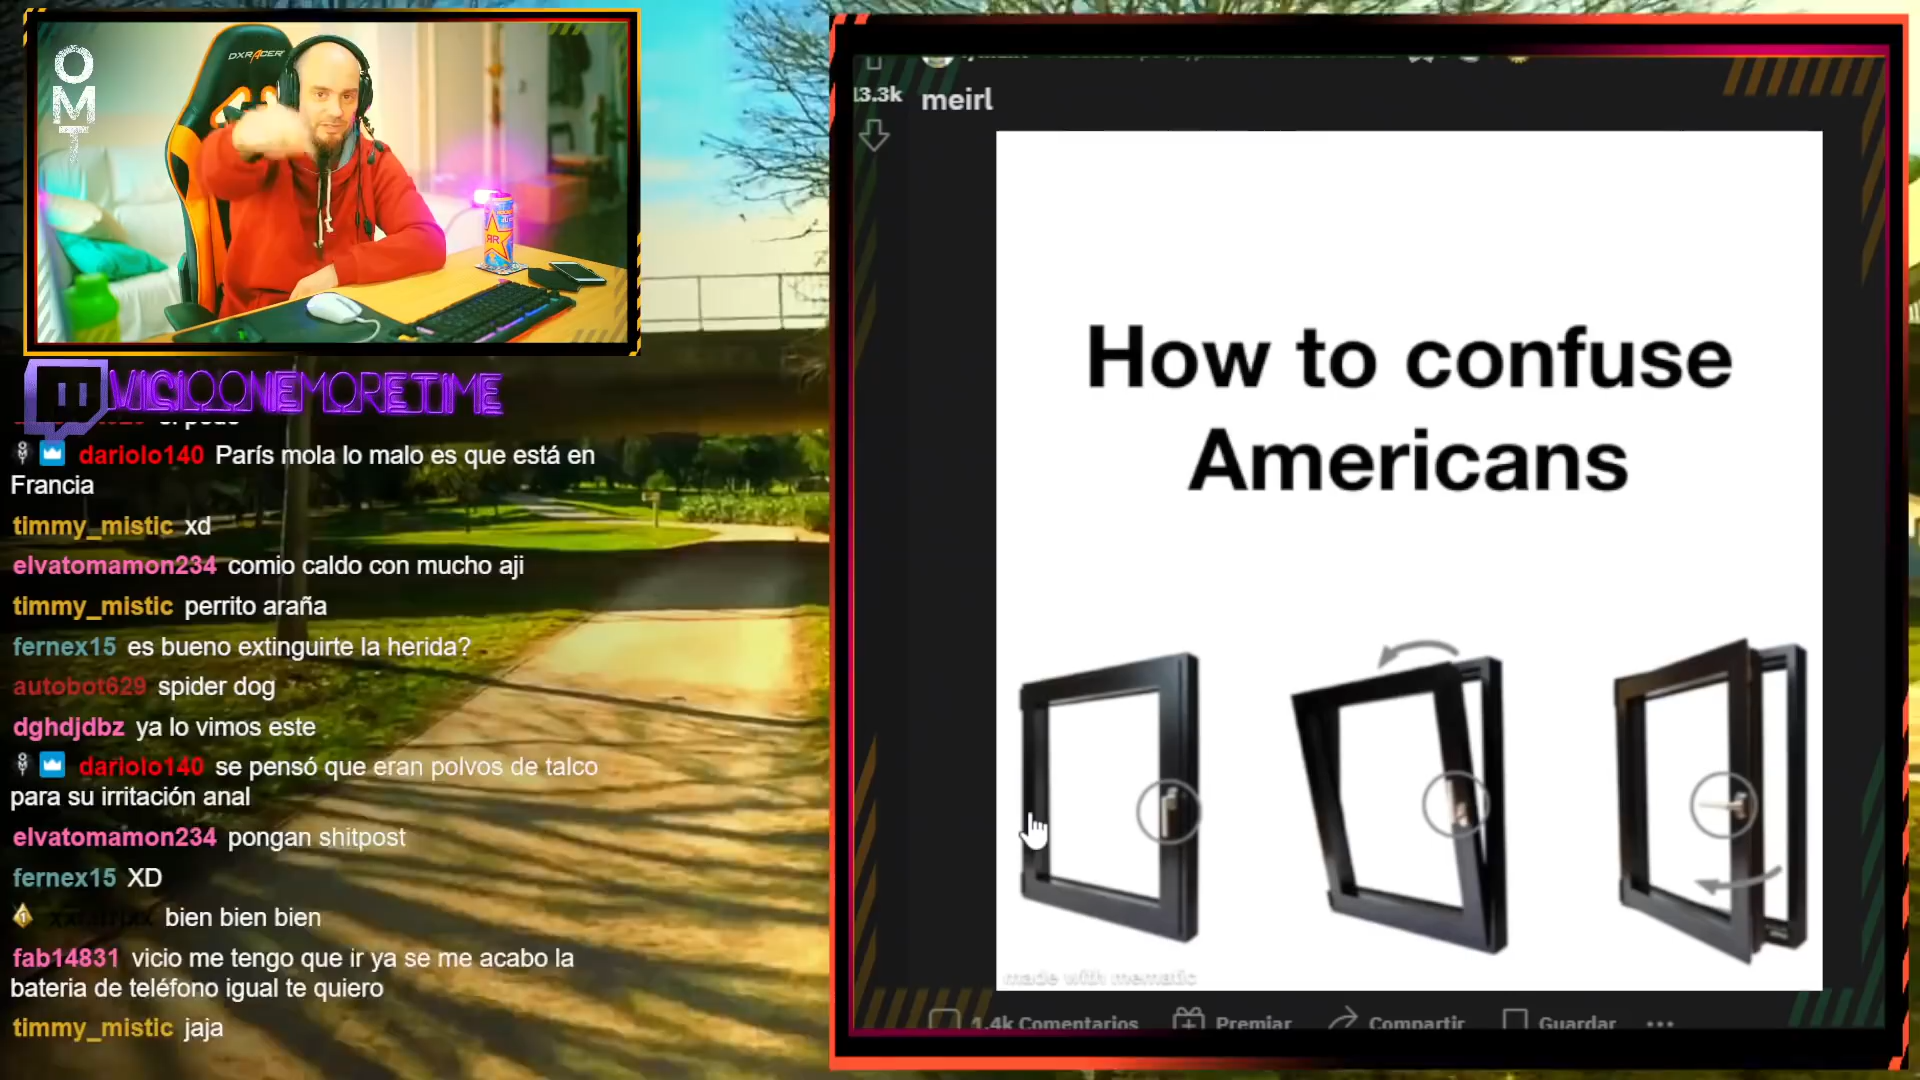 OMT
DXRACER
VICIOONEMORETIME
dariolo140 París mola lo malo es que está en
Francia
timmy_mistic xd
elvatomamon234 comio caldo con mucho aji
timmy_mistic perrito araña
fernex15 es bueno extinguirte la herida?
autobot629 spider dog
dghdjdbz ya lo vimos este
dariolo140 se pensó que eran polvos de talco
para su irritación anal
elvatomamon234 pongan shitpost
fernex15 XD
bien bien bien
fab14831 vicio me tengo que ir ya se me acabo la
bateria de teléfono igual te quiero
timmy_mistic jaja
13.3k
meirl
How to confuse
Americans
made with mematic
1.4k Comentarios Premiar Compartir Guardar